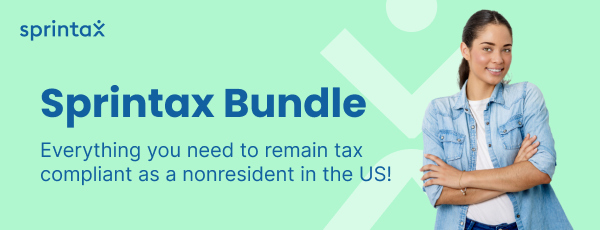 sprintax
Sprintax Bundle
Everything you need to remain tax
compliant as a nonresident in the US!